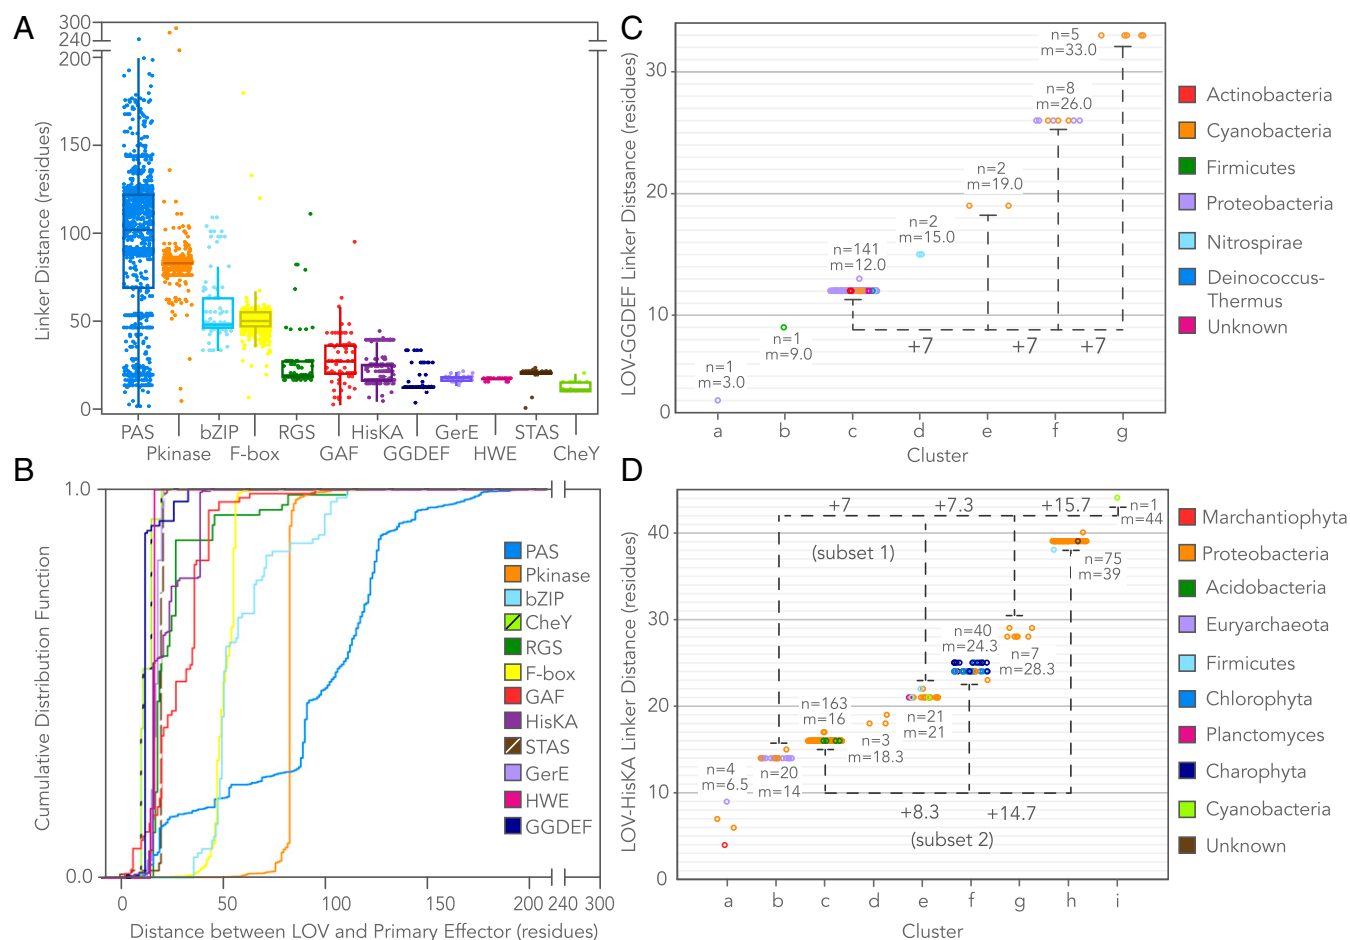 A
Linker Distance (residues)
300
240
200
150
100
50
0
PAS
Pkinase
bZIP
F-box
RGS
GAF
HisKA
GGDEF
GerE
HWE
STAS
CheY
B
Cumulative Distribution Function
1.0
0.0
0 50 100 150 200 240 300
Distance between LOV and Primary Effector (residues)
PAS
Pkinase
bZIP
CheY
RGS
F-box
GAF
HisKA
STAS
GerE
HWE
GGDEF
C
LOV-GGDEF Linker Distsance (residues)
30
20
10
0
n=1
m=3.0
n=1
m=9.0
n=141
m=12.0
n=2
m=15.0
n=2
m=19.0
n=8
m=26.0
n=5
m=33.0
+7
+7
+7
a b c d e f g
Cluster
Actinobacteria
Cyanobacteria
Firmicutes
Proteobacteria
Nitrospirae
Deinococcus-
Thermus
Unknown
D
LOV-HisKA Linker Distance (residues)
40
30
20
10
0
+7
+7.3
+15.7
(subset 1)
n=4
m=6.5
n=20
m=14
n=163
m=16
n=3
m=18.3
n=21
m=21
n=40
m=24.3
n=7
m=28.3
n=75
m=39
n=1
m=44
+8.3
+14.7
(subset 2)
a b c d e f g h i
Cluster
Marchantiophyta
Proteobacteria
Acidobacteria
Euryarchaeota
Firmicutes
Chlorophyta
Planctomyces
Charophyta
Cyanobacteria
Unknown